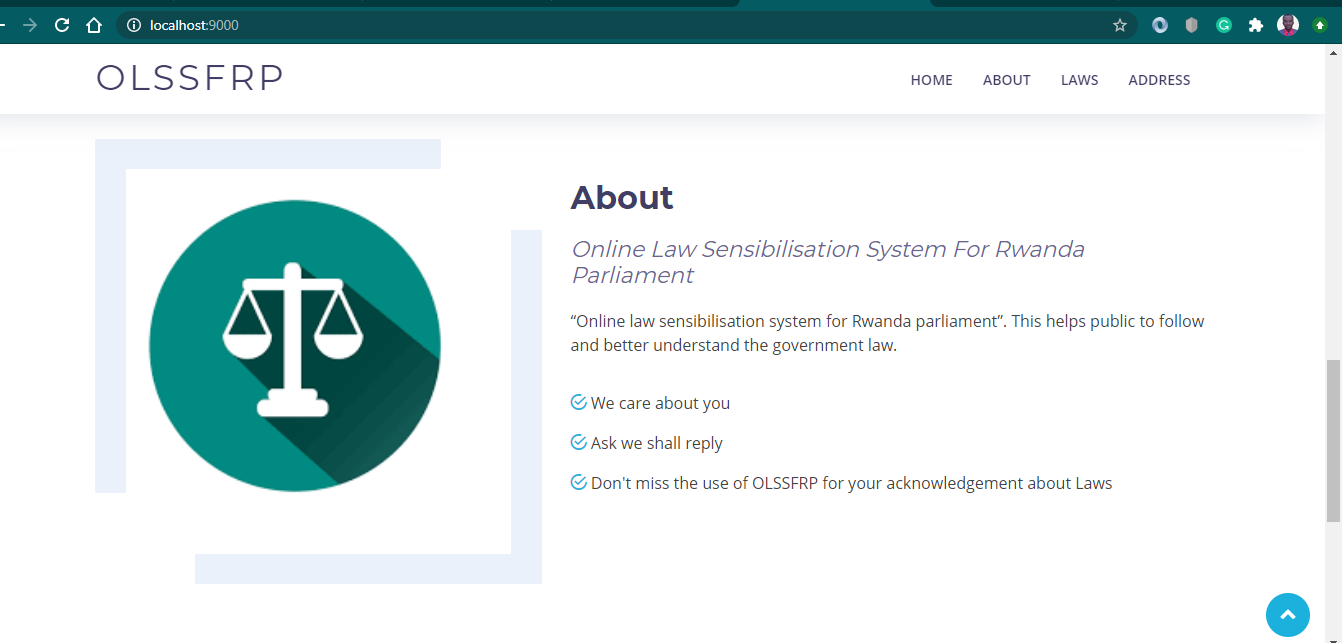 localhost:9000
OLSSFRP
HOME ABOUT LAWS ADDRESS
About
Online Law Sensibilisation System For Rwanda
Parliament
“Online law sensibilisation system for Rwanda parliament”. This helps public to follow
and better understand the government law.
We care about you
Ask we shall reply
Don't miss the use of OLSSFRP for your acknowledgement about Laws